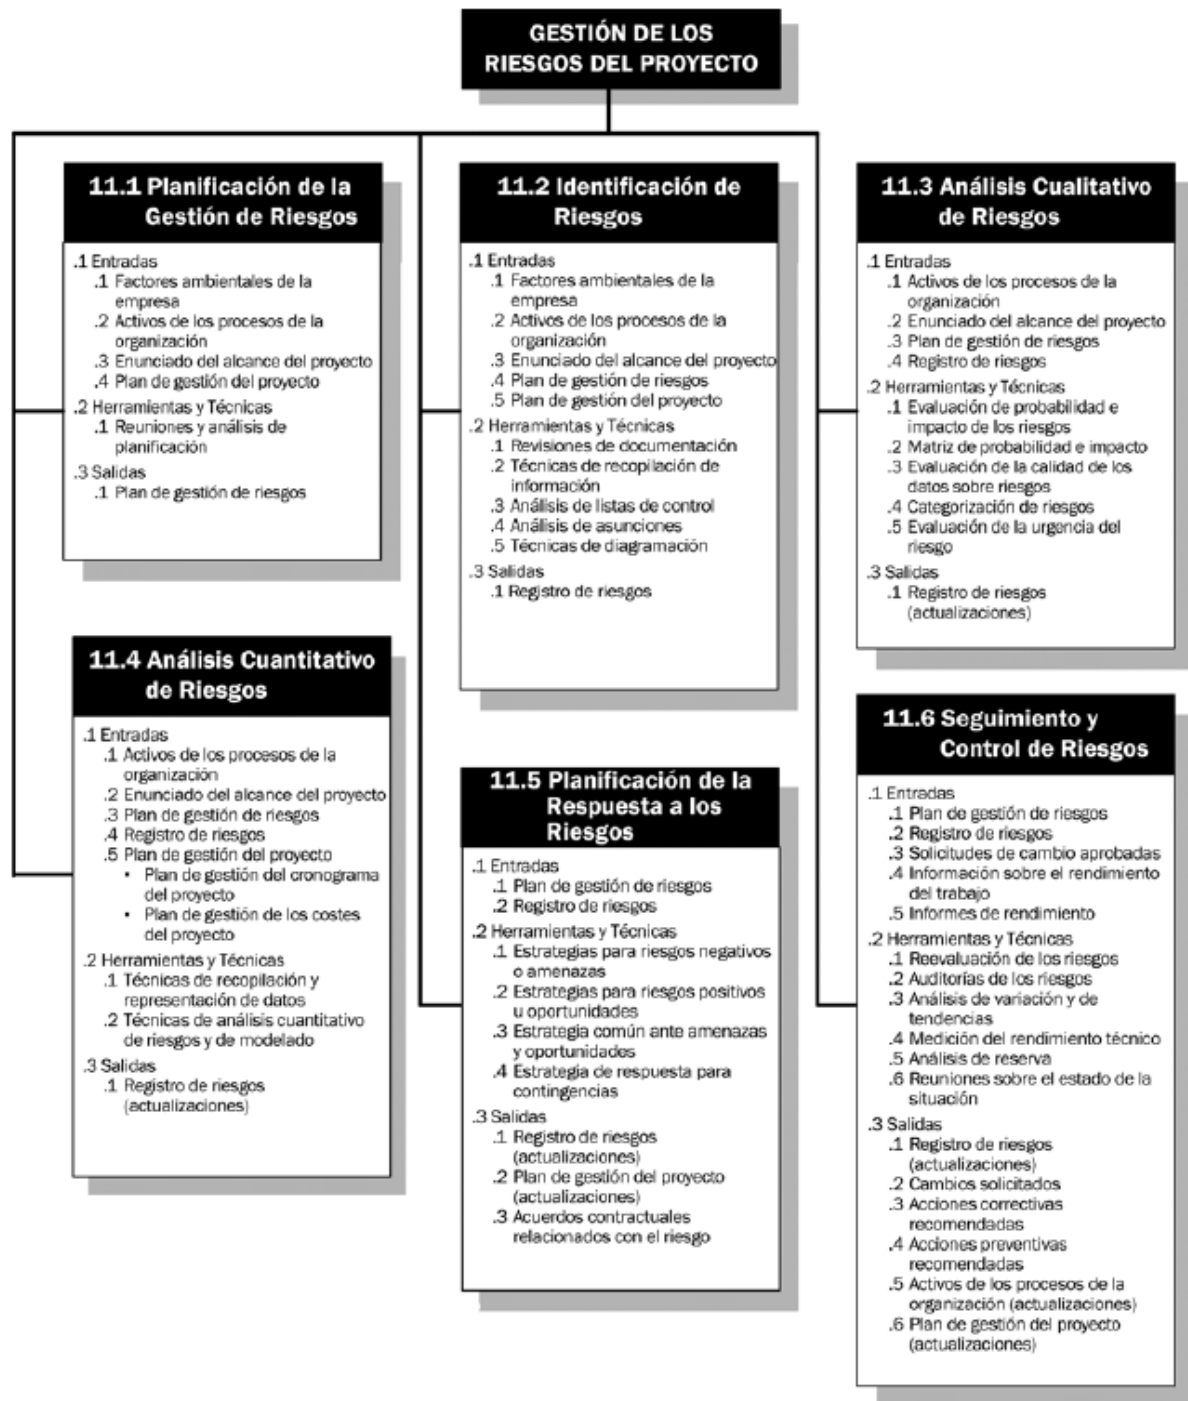 GESTIÓN DE LOS
RIESGOS DEL PROYECTO
11.1 Planificación de la
Gestión de Riesgos
.1 Entradas
.1 Factores ambientales de la
empresa
.2 Activos de los procesos de la
organización
.3 Enunciado del alcance del proyecto
.4 Plan de gestión del proyecto
.2 Herramientas y Técnicas
.1 Reuniones y análisis de
planificación
.3 Salidas
.1 Plan de gestión de riesgos
11.2 Identificación de
Riesgos
.1 Entradas
.1 Factores ambientales de la
empresa
.2 Activos de los procesos de la
organización
.3 Enunciado del alcance del proyecto
.4 Plan de gestión de riesgos
.5 Plan de gestión del proyecto
.2 Herramientas y Técnicas
.1 Revisiones de documentación
.2 Técnicas de recopilación de
información
.3 Análisis de listas de control
.4 Análisis de asunciones
.5 Técnicas de diagramación
.3 Salidas
.1 Registro de riesgos
11.3 Análisis Cualitativo
de Riesgos
.1 Entradas
.1 Activos de los procesos de la
organización
.2 Enunciado del alcance del proyecto
.3 Plan de gestión de riesgos
.4 Registro de riesgos
.2 Herramientas y Técnicas
.1 Evaluación de probabilidad e
impacto de los riesgos
.2 Matriz de probabilidad e impacto
.3 Evaluación de la calidad de los
datos sobre riesgos
.4 Categorización de riesgos
.5 Evaluación de la urgencia del
riesgo
.3 Salidas
.1 Registro de riesgos
(actualizaciones)
11.4 Análisis Cuantitativo
de Riesgos
.1 Entradas
.1 Activos de los procesos de la
organización
.2 Enunciado del alcance del proyecto
.3 Plan de gestión de riesgos
.4 Registro de riesgos
.5 Plan de gestión del proyecto
• Plan de gestión del cronograma
del proyecto
• Plan de gestión de los costes
del proyecto
.2 Herramientas y Técnicas
.1 Técnicas de recopilación y
representación de datos
.2 Técnicas de análisis cuantitativo
de riesgos y de modelado
.3 Salidas
.1 Registro de riesgos
(actualizaciones)
11.5 Planificación de la
Respuesta a los
Riesgos
.1 Entradas
.1 Plan de gestión de riesgos
.2 Registro de riesgos
.2 Herramientas y Técnicas
.1 Estrategias para riesgos negativos
o amenazas
.2 Estrategias para riesgos positivos
u oportunidades
.3 Estrategia común ante amenazas
y oportunidades
.4 Estrategia de respuesta para
contingencias
.3 Salidas
.1 Registro de riesgos
(actualizaciones)
.2 Plan de gestión del proyecto
(actualizaciones)
.3 Acuerdos contractuales
relacionados con el riesgo
11.6 Seguimiento y
Control de Riesgos
.1 Entradas
.1 Plan de gestión de riesgos
.2 Registro de riesgos
.3 Solicitudes de cambio aprobadas
.4 Información sobre el rendimiento
del trabajo
.5 Informes de rendimiento
.2 Herramientas y Técnicas
.1 Reevaluación de los riesgos
.2 Auditorías de los riesgos
.3 Análisis de variación y de
tendencias
.4 Medición del rendimiento técnico
.5 Análisis de reserva
.6 Reuniones sobre el estado de la
situación
.3 Salidas
.1 Registro de riesgos
(actualizaciones)
.2 Cambios solicitados
.3 Acciones correctivas
recomendadas
.4 Acciones preventivas
recomendadas
.5 Activos de los procesos de la
organización (actualizaciones)
.6 Plan de gestión del proyecto
(actualizaciones)